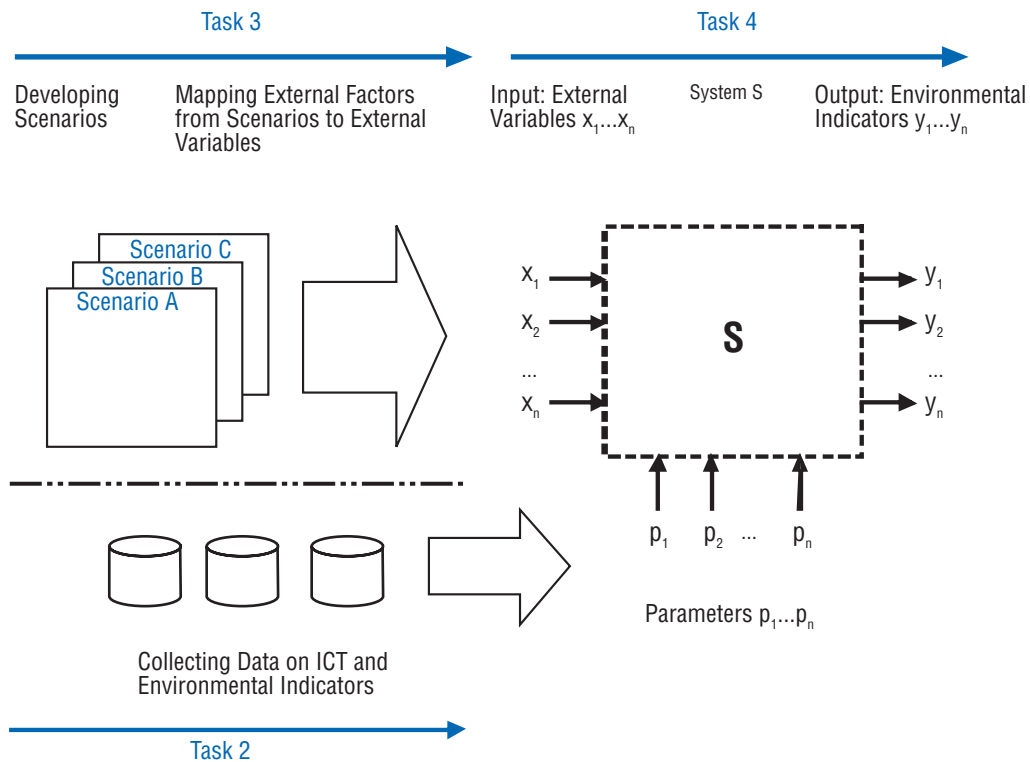 Task 3
Task 4
Developing
Scenarios
Mapping External Factors
from Scenarios to External
Variables
Input: External
Variables x₁...xₙ
System S
Output: Environmental
Indicators y₁...yₙ
Scenario C
Scenario B
Scenario A
x₁
x₂
...
xₙ
S
y₁
y₂
...
yₙ
p₁ p₂ ... pₙ
Parameters p₁...pₙ
Collecting Data on ICT and
Environmental Indicators
Task 2